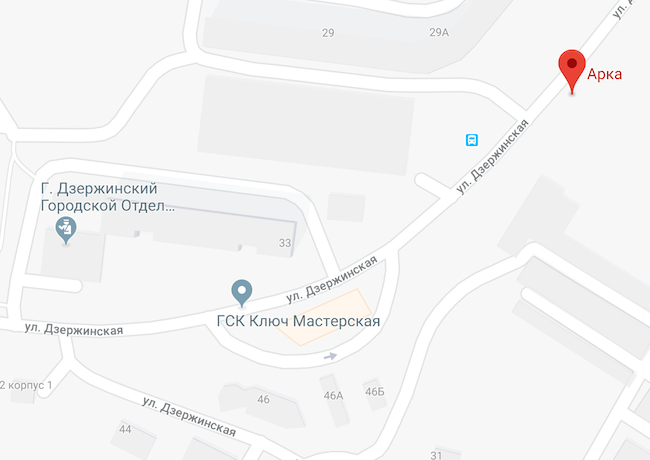 ул. Д
29
29А
Арка
ул. Дзержинская
Г. Дзержинский
Городской Отдел...
33
ул. Дзержинская
ГСК Ключ Мастерская
ул. Дзержинская
2 корпус 1
46
46А
46Б
ул. Дзержинская
44
31